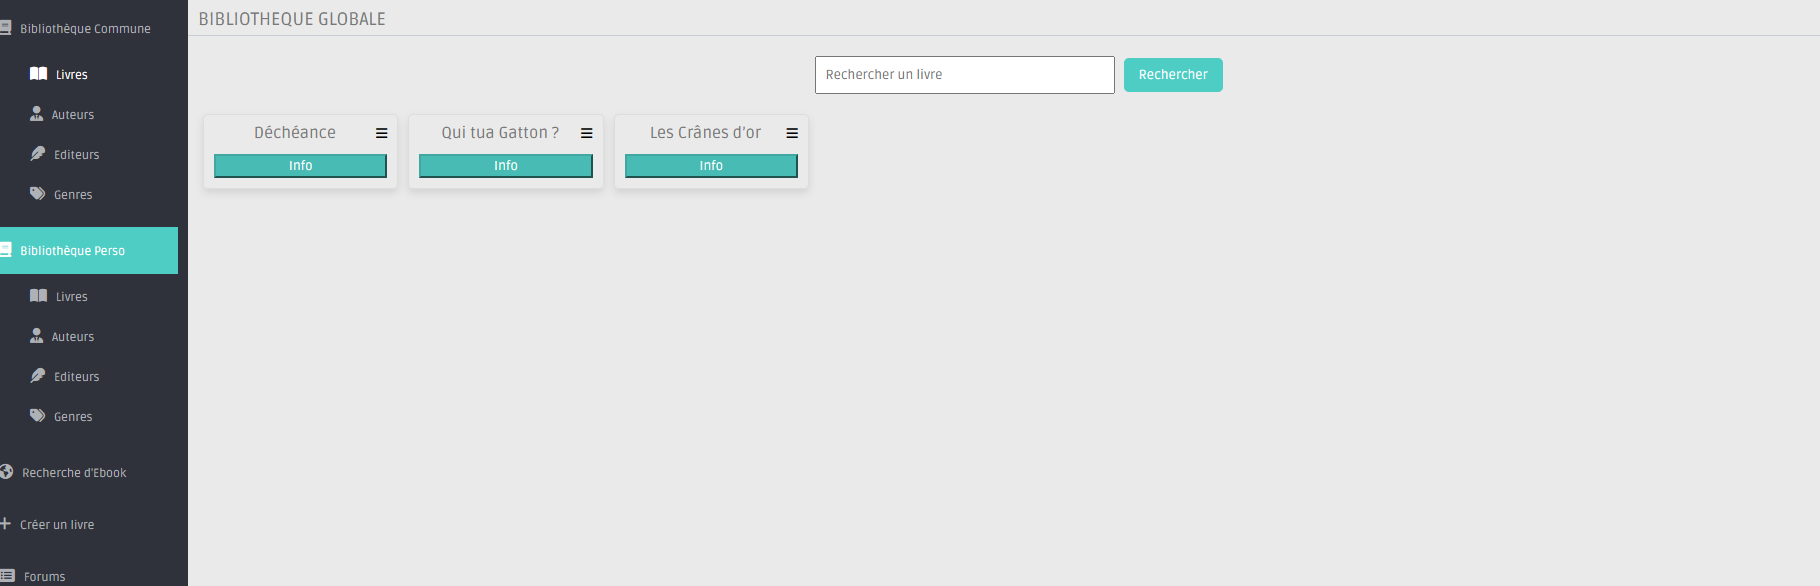 Bibliothèque Commune
Livres
Auteurs
Editeurs
Genres
Bibliothèque Perso
Livres
Auteurs
Editeurs
Genres
Recherche d'Ebook
Créer un livre
Forums
BIBLIOTHEQUE GLOBALE
Rechercher un livre
Rechercher
Déchéance
Info
Qui tua Gatton ?
Info
Les Crânes d'or
Info